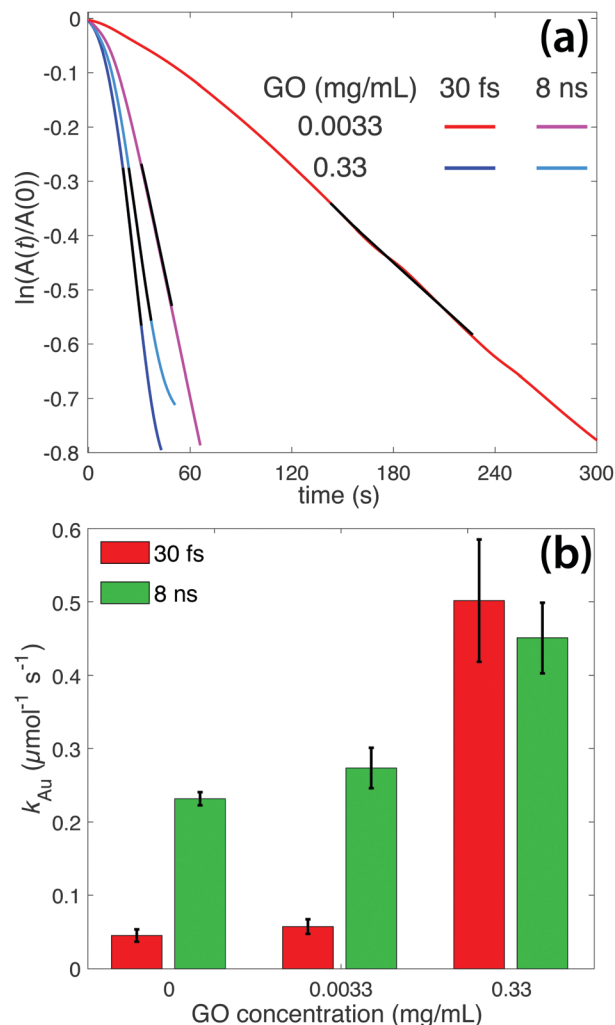 (a)
GO (mg/mL) 30 fs 8 ns
0.0033
0.33
0
-0.1
-0.2
-0.3
-0.4
-0.5
-0.6
-0.7
-0.8
ln(A(t)/A(0))
0 60 120 180 240 300
time (s)
(b)
30 fs
8 ns
0.6
0.5
0.4
0.3
0.2
0.1
0
k_Au (μmol⁻¹ s⁻¹)
0 0.0033 0.33
GO concentration (mg/mL)